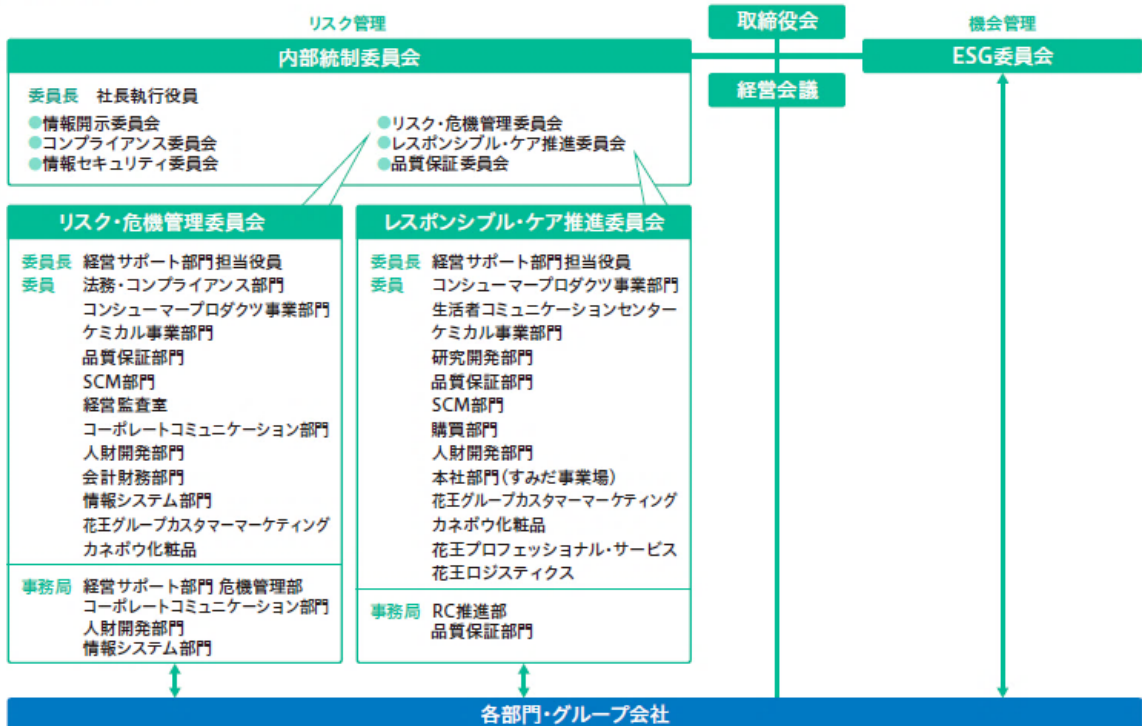 リスク管理
取締役会
機会管理
内部統制委員会
ESG委員会
経営会議
委員長 社長執行役員
●情報開示委員会
●コンプライアンス委員会
●情報セキュリティ委員会
●リスク・危機管理委員会
●レスポンシブル・ケア推進委員会
●品質保証委員会
リスク・危機管理委員会
委員長 経営サポート部門担当役員
委員 法務・コンプライアンス部門
コンシューマープロダクツ事業部門
ケミカル事業部門
品質保証部門
SCM部門
経営監査室
コーポレートコミュニケーション部門
人財開発部門
会計財務部門
情報システム部門
花王グループカスタマーマーケティング
カネボウ化粧品
事務局 経営サポート部門 危機管理部
コーポレートコミュニケーション部門
人財開発部門
情報システム部門
レスポンシブル・ケア推進委員会
委員長 経営サポート部門担当役員
委員 コンシューマープロダクツ事業部門
生活者コミュニケーションセンター
ケミカル事業部門
研究開発部門
品質保証部門
SCM部門
購買部門
人財開発部門
本社部門(すみだ事業場)
花王グループカスタマーマーケティング
カネボウ化粧品
花王プロフェッショナル・サービス
花王ロジスティクス
事務局 RC推進部
品質保証部門
各部門・グループ会社